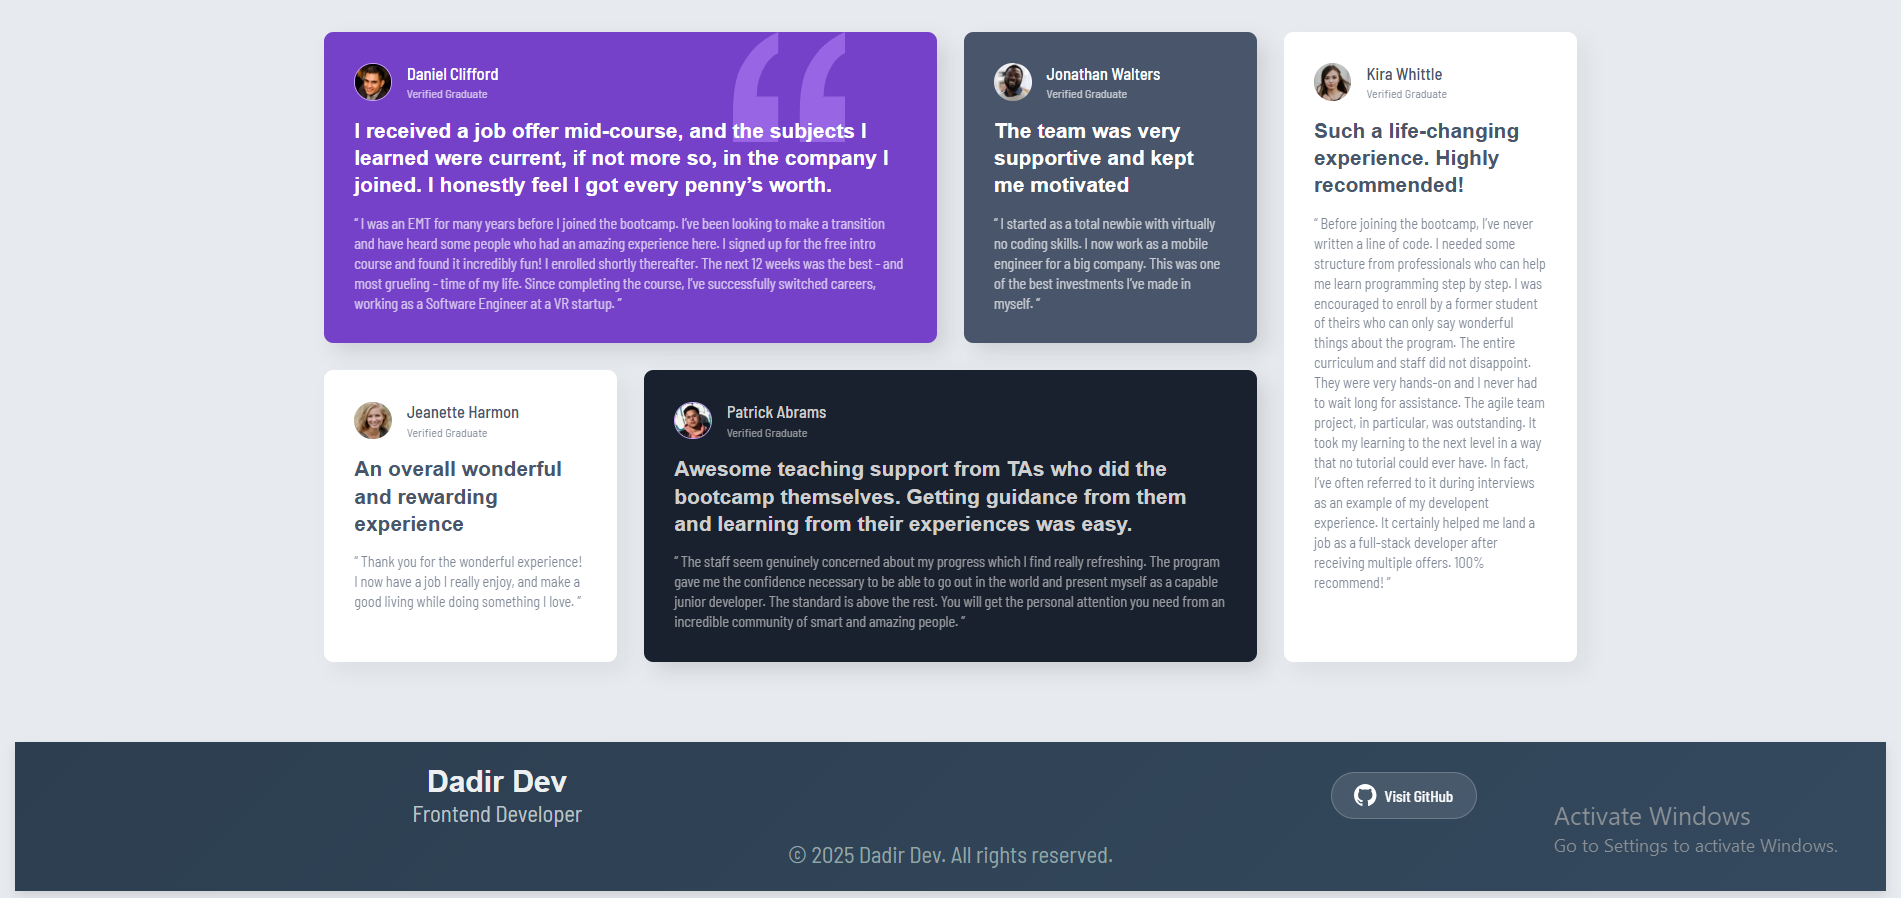 Daniel Clifford
Verified Graduate
I received a job offer mid-course, and the subjects I
learned were current, if not more so, in the company I
joined. I honestly feel I got every penny’s worth.
“ I was an EMT for many years before I joined the bootcamp. I’ve been looking to make a transition
and have heard some people who had an amazing experience here. I signed up for the free intro
course and found it incredibly fun! I enrolled shortly thereafter. The next 12 weeks was the best - and
most grueling - time of my life. Since completing the course, I’ve successfully switched careers,
working as a Software Engineer at a VR startup. ”
Jonathan Walters
Verified Graduate
The team was very
supportive and kept
me motivated
“ I started as a total newbie with virtually
no coding skills. I now work as a mobile
engineer for a big company. This was one
of the best investments I’ve made in
myself. ”
Kira Whittle
Verified Graduate
Such a life-changing
experience. Highly
recommended!
“ Before joining the bootcamp, I’ve never
written a line of code. I needed some
structure from professionals who can help
me learn programming step by step. I was
encouraged to enroll by a former student
of theirs who can only say wonderful
things about the program. The entire
curriculum and staff did not disappoint.
They were very hands-on and I never had
to wait long for assistance. The agile team
project, in particular, was outstanding. It
took my learning to the next level in a way
that no tutorial could ever have. In fact,
I’ve often referred to it during interviews
as an example of my developent
experience. It certainly helped me land a
job as a full-stack developer after
receiving multiple offers. 100%
recommend! ”
Jeanette Harmon
Verified Graduate
An overall wonderful
and rewarding
experience
“ Thank you for the wonderful experience!
I now have a job I really enjoy, and make a
good living while doing something I love. ”
Patrick Abrams
Verified Graduate
Awesome teaching support from TAs who did the
bootcamp themselves. Getting guidance from them
and learning from their experiences was easy.
“ The staff seem genuinely concerned about my progress which I find really refreshing. The program
gave me the confidence necessary to be able to go out in the world and present myself as a capable
junior developer. The standard is above the rest. You will get the personal attention you need from an
incredible community of smart and amazing people. ”
Dadir Dev
Frontend Developer
Visit GitHub
© 2025 Dadir Dev. All rights reserved.
Activate Windows
Go to Settings to activate Windows.